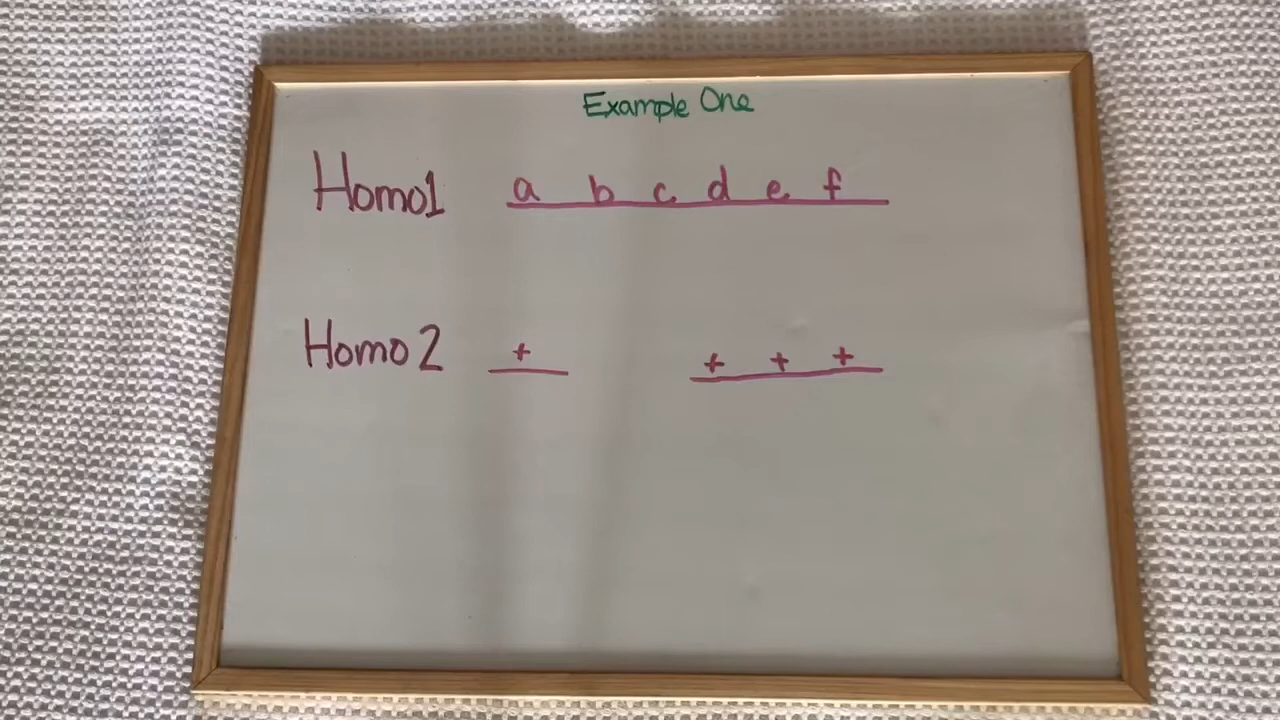 Example One
Homo1 a b c d e f
Homo2 + + + +